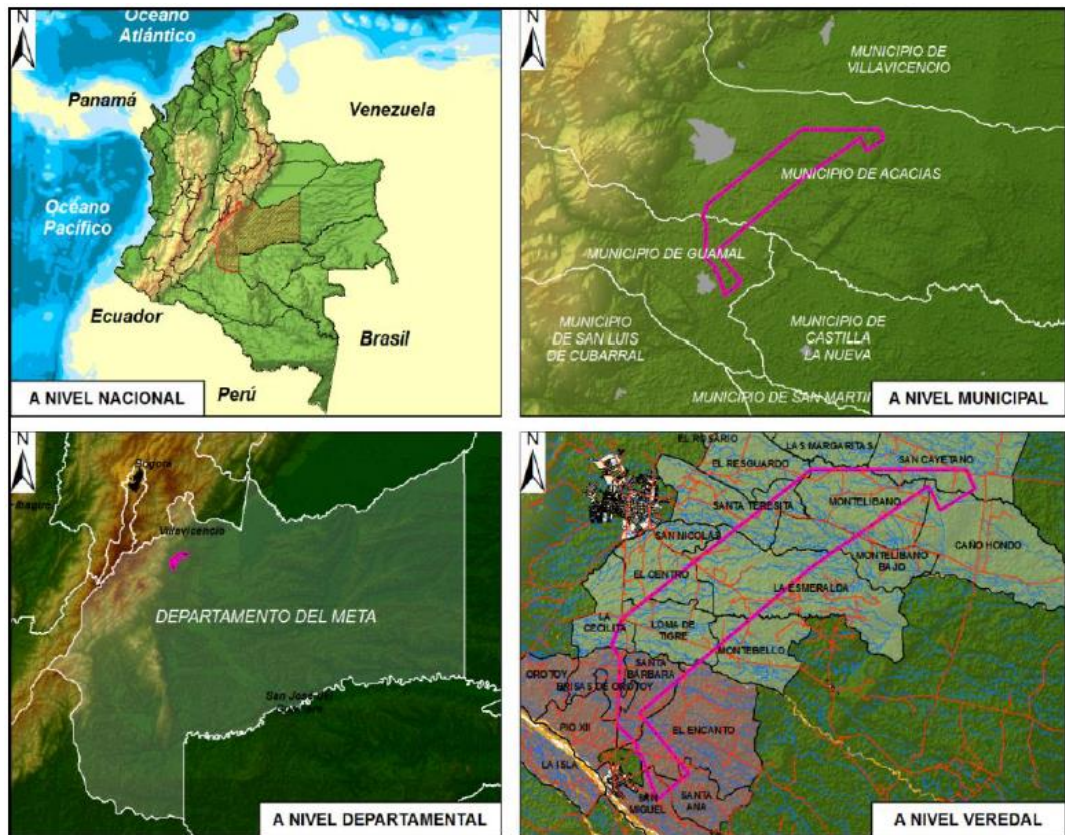 N
Océano
Atlántico
Panamá
Venezuela
Océano
Pacífico
Ecuador
Brasil
Perú
A NIVEL NACIONAL
N
MUNICIPIO DE
VILLAVICENCIO
MUNICIPIO DE ACACIAS
MUNICIPIO DE GUAMAL
MUNICIPIO
DE SAN LUIS
DE CUBARRAL
MUNICIPIO DE
CASTILLA
LA NUEVA
MUNICIPIO DE SAN MARTIN
A NIVEL MUNICIPAL
N
Bogotá
Ibagué
Villavicencio
DEPARTAMENTO DEL META
A NIVEL DEPARTAMENTAL
N
EL ROSARIO
LAS MARGARITAS
SAN CAYETANO
EL RESGUARDO
SANTA TERESITA
MONTELIBANO
SAN NICOLAS
MONTELIBANO
BAJO
CAÑO HONDO
EL CENTRO
LA ESMERALDA
LA
CECILITA
LOMA DE
TIGRE
MONTEBELLO
SANTA
BÁRBARA
OROTOY
BRISAS DE OROTOY
PIO XII
EL ENCANTO
LA ISLA
SAN
MIGUEL
SANTA
ANA
A NIVEL VEREDAL